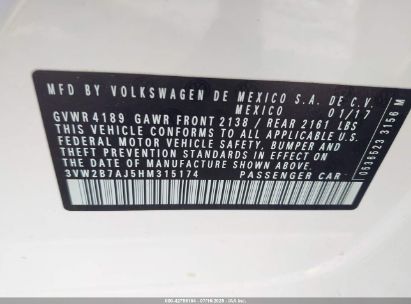 MFD BY VOLKSWAGEN DE MEXICO S.A. DE C.V.
MEXICO 01/17
GVWR 4189 GAWR FRONT 2138 / REAR 2161 LBS
THIS VEHICLE CONFORMS TO ALL APPLICABLE U.S.
FEDERAL MOTOR VEHICLE SAFETY, BUMPER AND
THEFT PREVENTION STANDARDS IN EFFECT ON
THE DATE OF MANUFACTURE SHOWN ABOVE.
3VW2B7AJ5HM315174 PASSENGER CAR